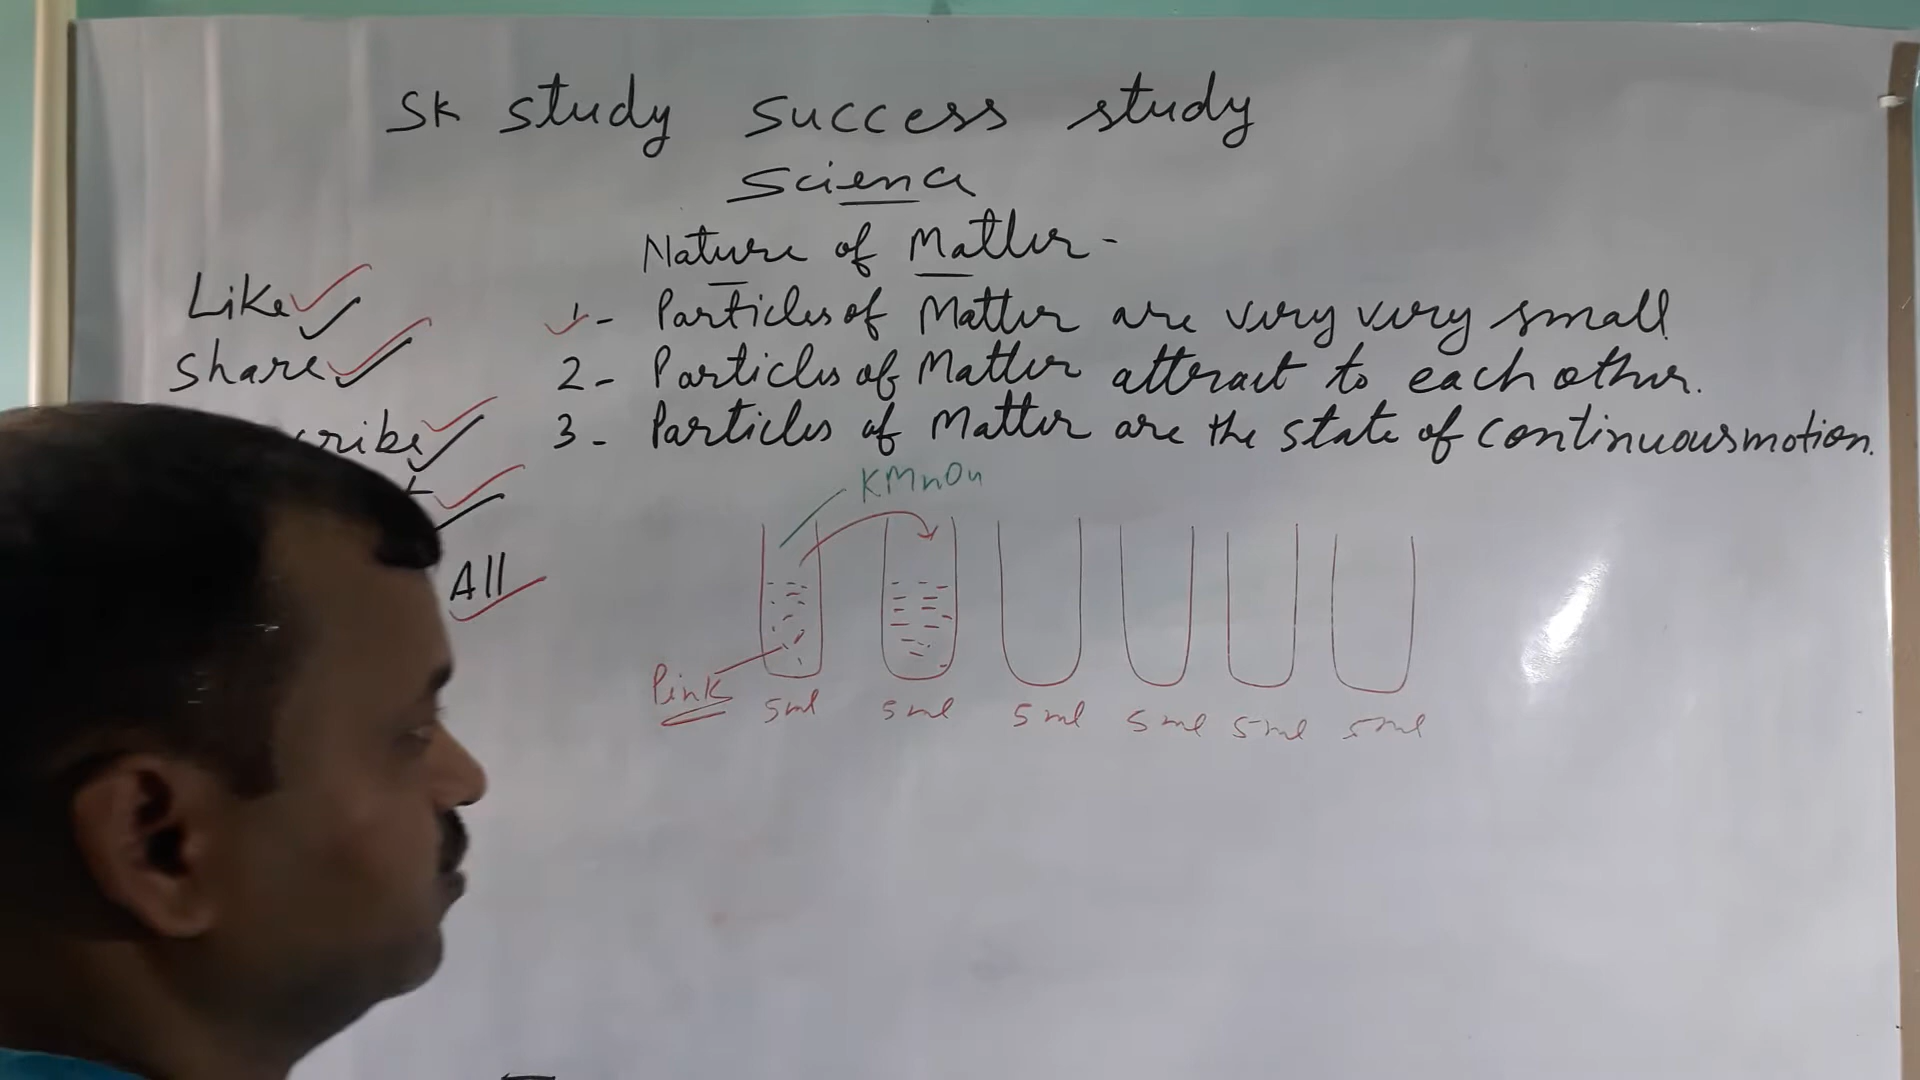 SK study success study
Science
Nature of Matter -
Like
Share
cribe
All
1- Particles of Matter are very very small
2- Particles of Matter attract to each other.
3- Particles of Matter are the state of continuous motion.
KMnO4
Pink
5ml 5ml 5ml 5ml 5ml 5ml